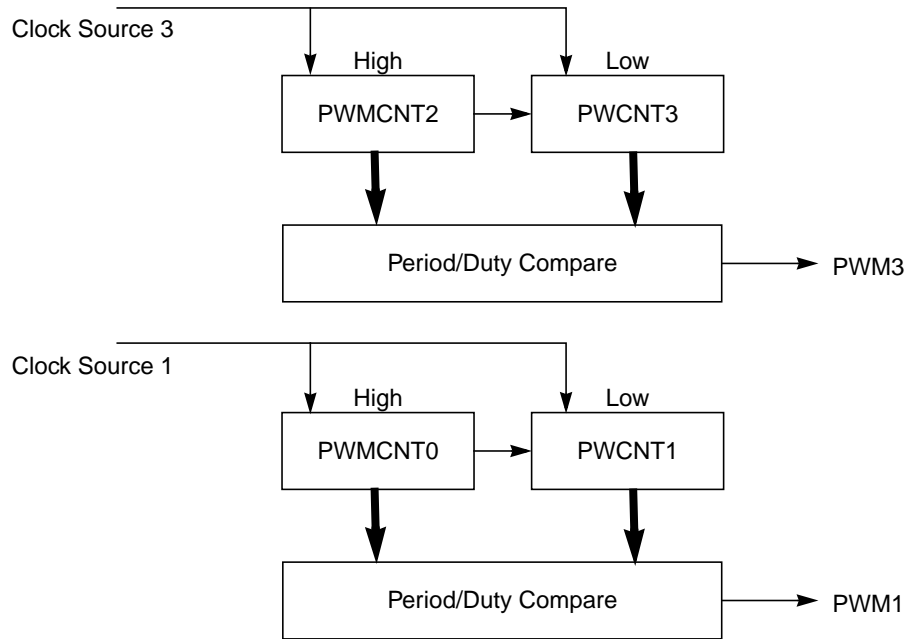 Clock Source 3
High
Low
PWMCNT2
PWCNT3
Period/Duty Compare
PWM3
Clock Source 1
High
Low
PWMCNT0
PWCNT1
Period/Duty Compare
PWM1